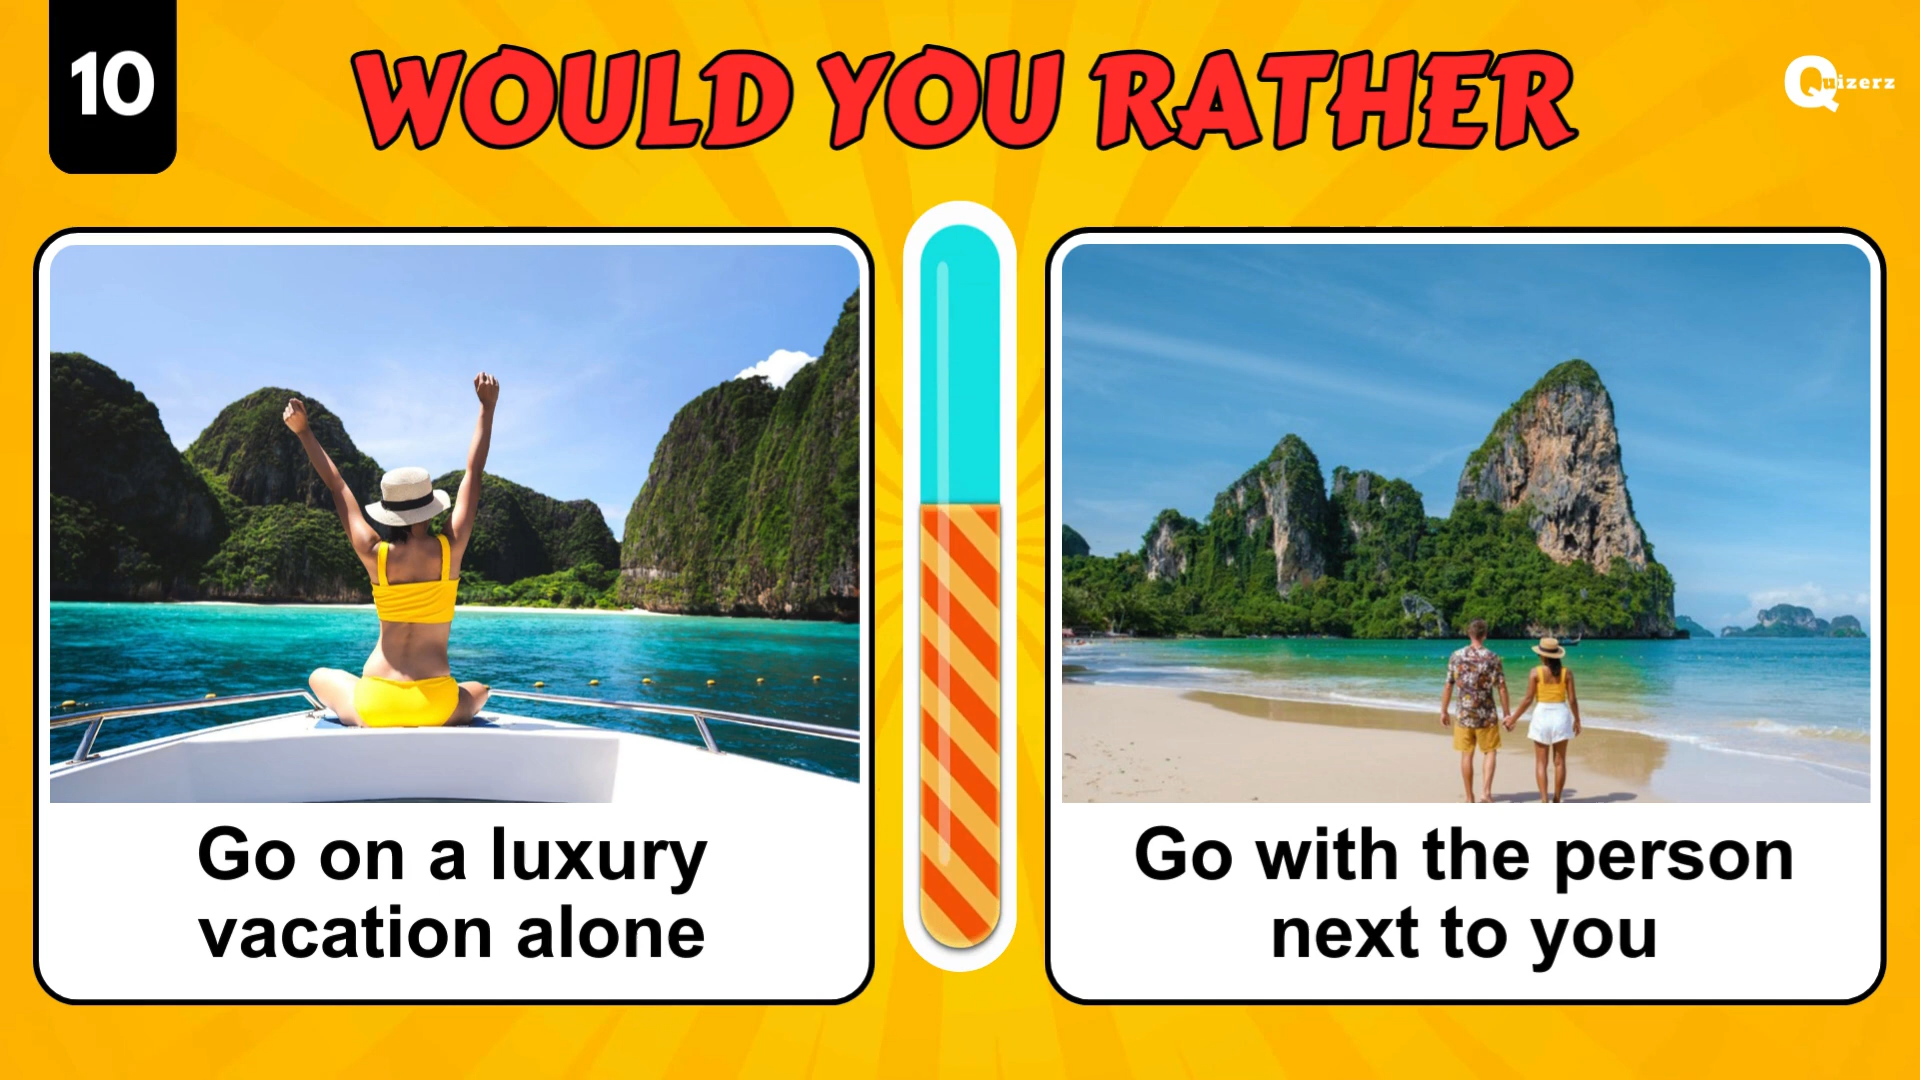 10
WOULD YOU RATHER
Quizerz
Go on a luxury
vacation alone
Go with the person
next to you